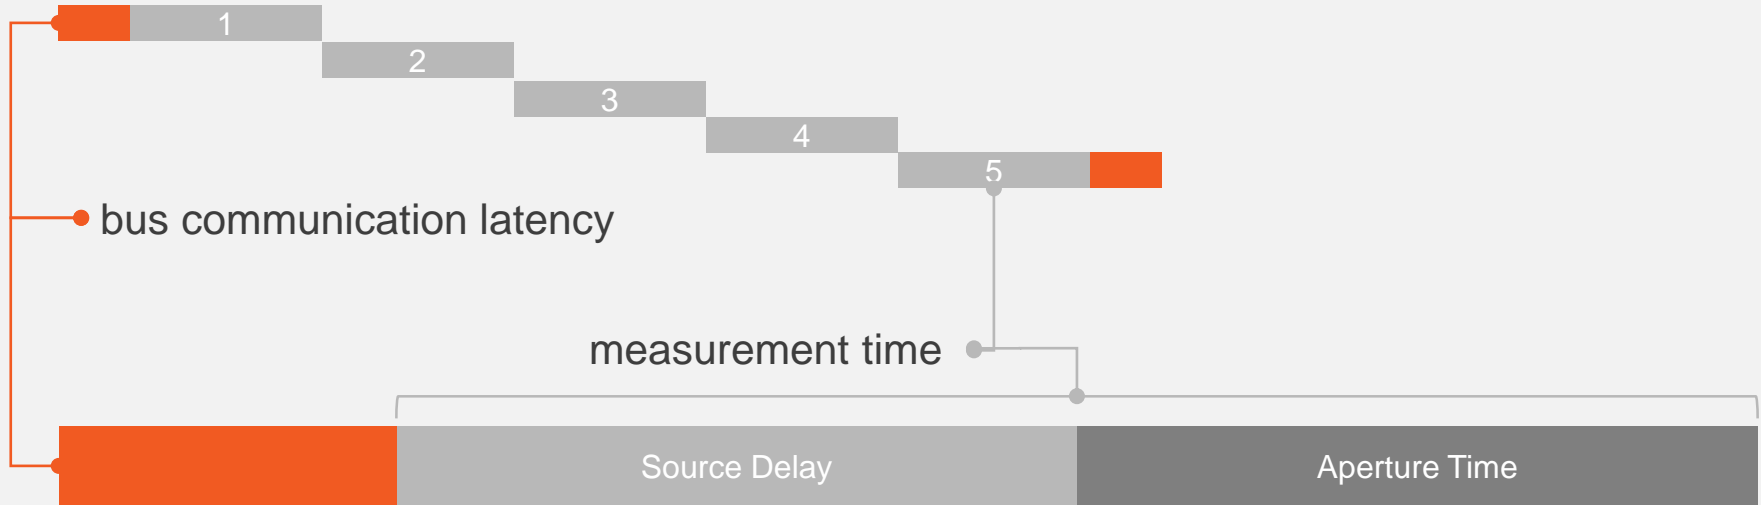 1
2
3
4
5
bus communication latency
measurement time
Source Delay
Aperture Time